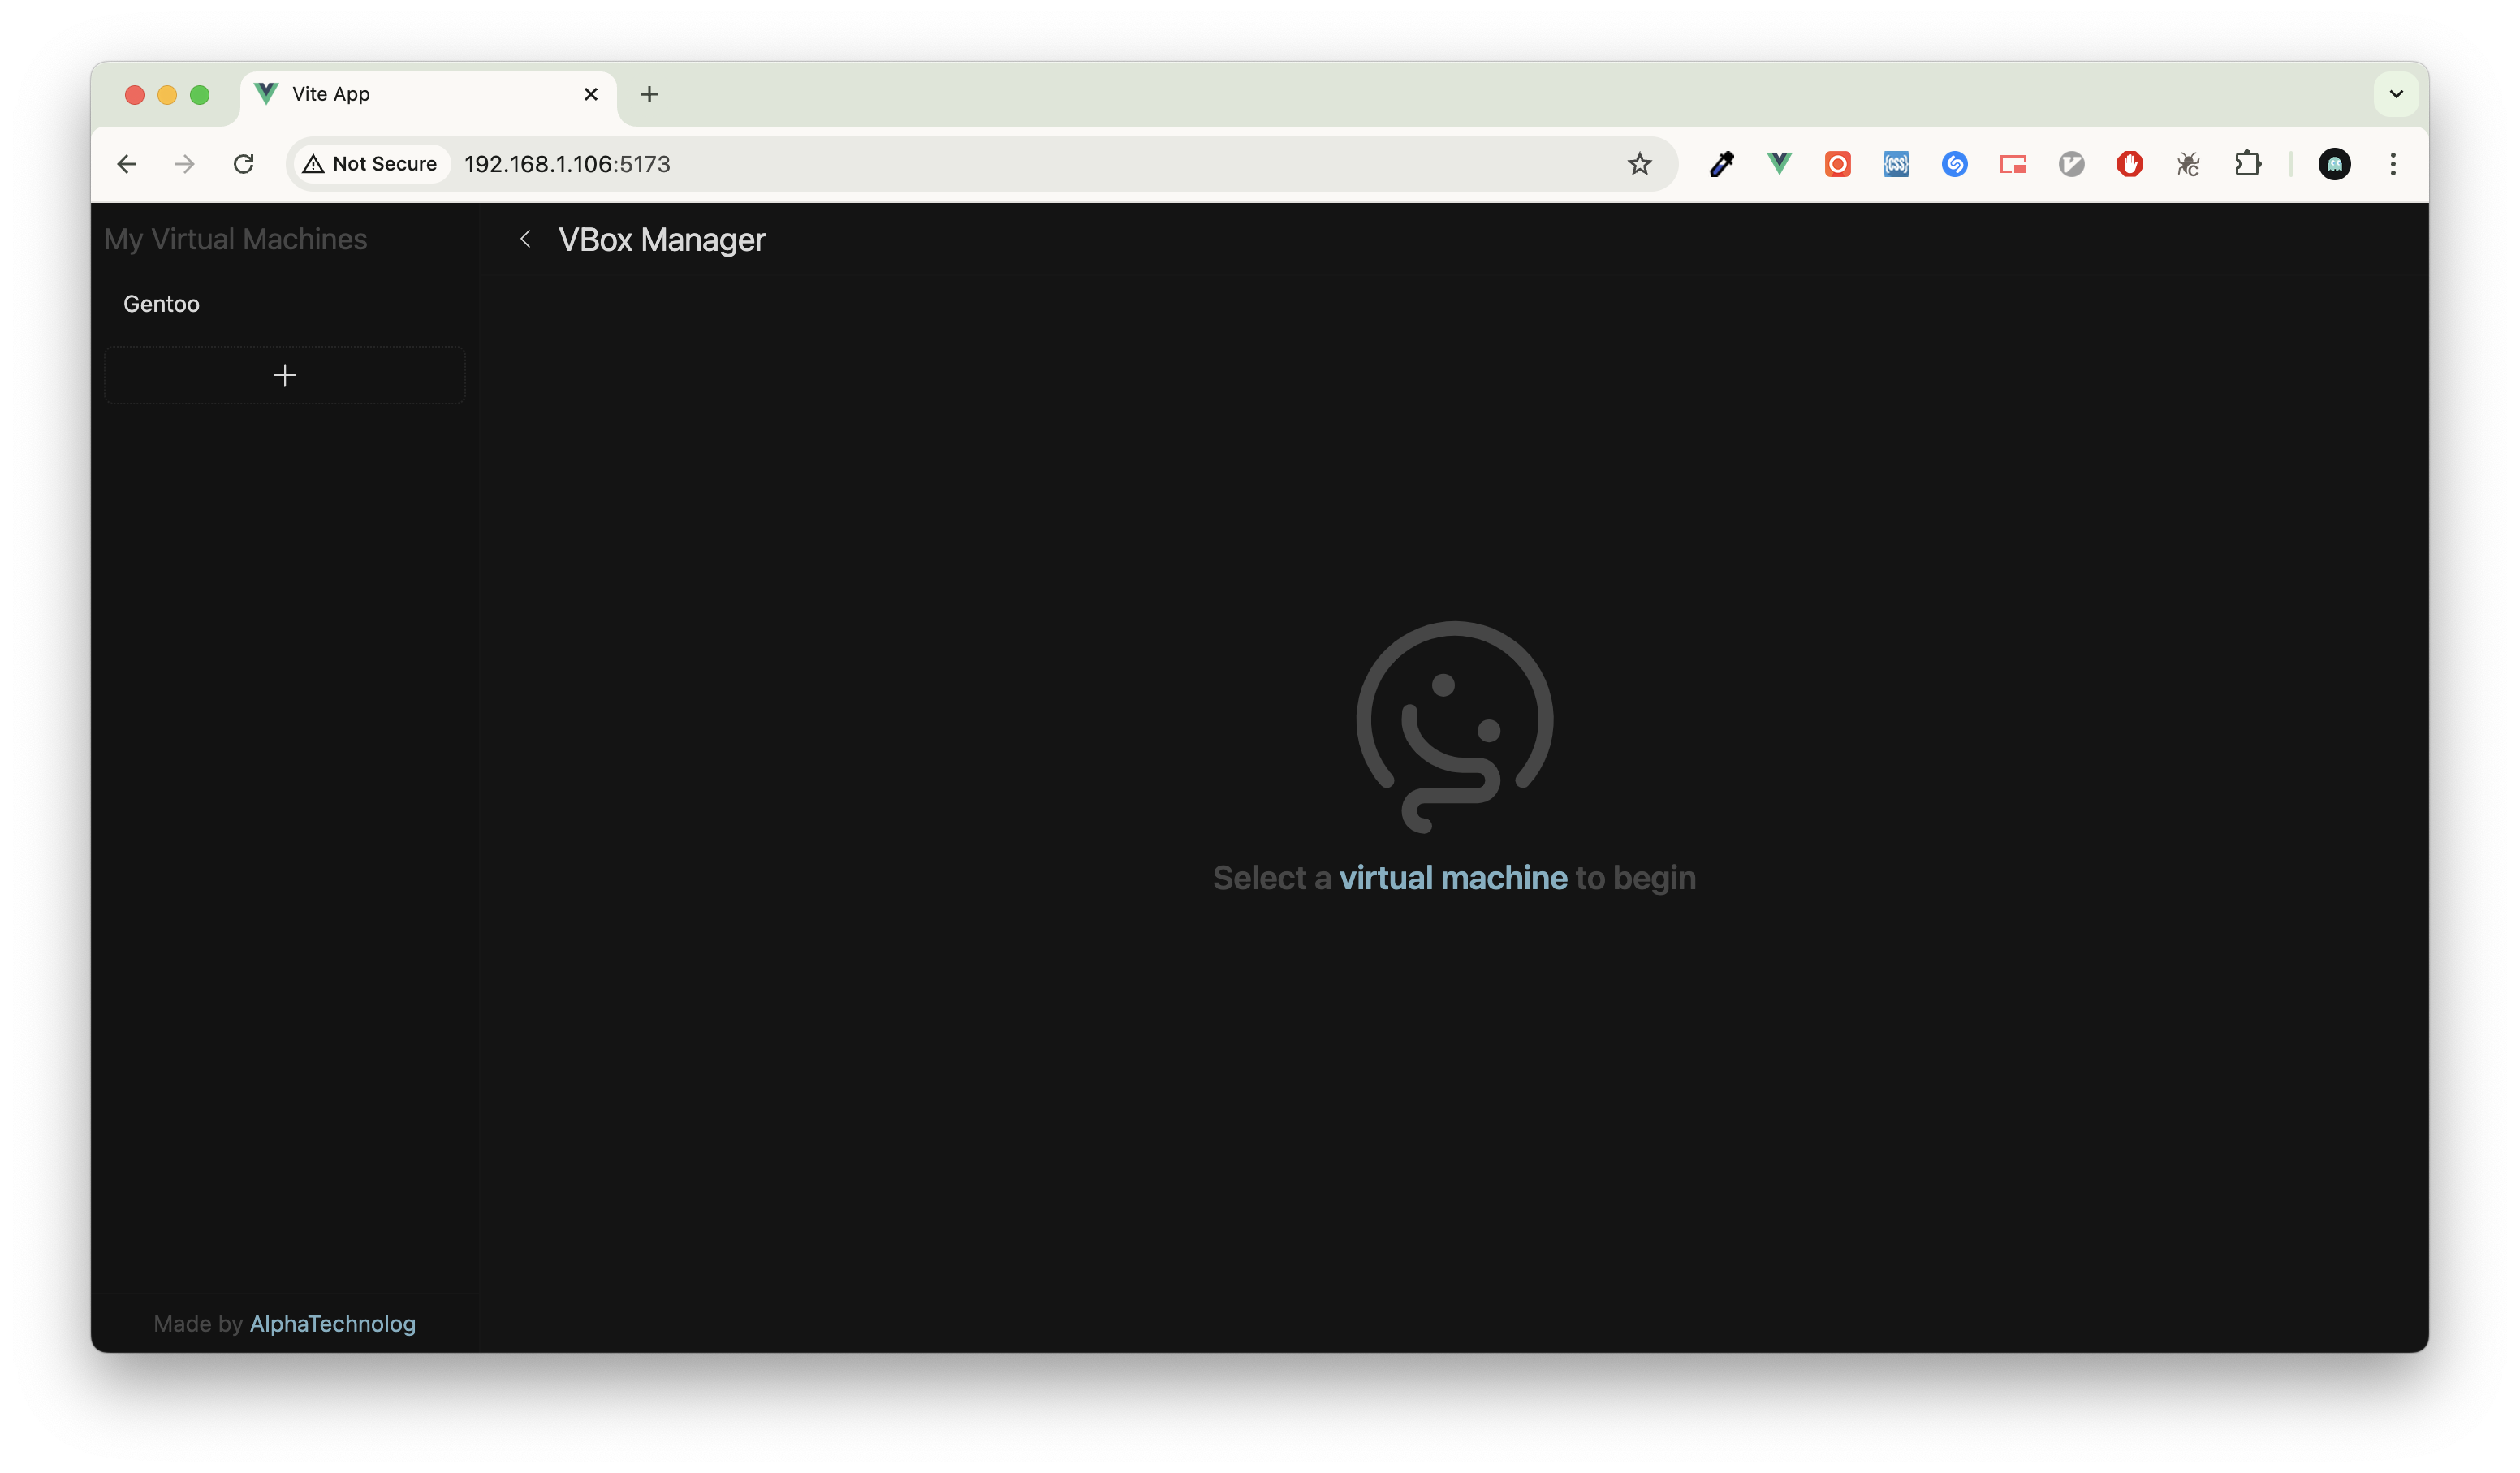 Vite App
Not Secure
192.168.1.106:5173
My Virtual Machines
VBox Manager
Gentoo
Select a virtual machine to begin
Made by AlphaTechnolog